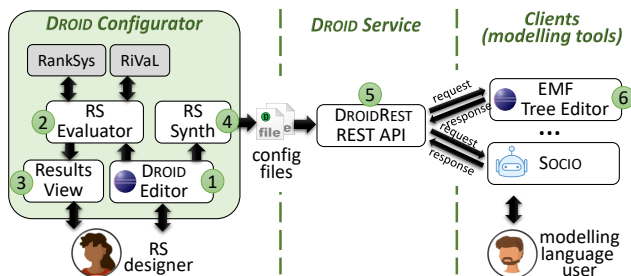 DROID Configurator
RankSys
RiVaL
2
RS
Evaluator
RS
Synth
4
3
Results
View
DROID
Editor
1
RS
designer
file
file
config
files
DROID Service
5
DROIDREST
REST API
request
response
request
response
Clients
(modelling tools)
EMF
Tree Editor
6
...
SOCIO
modelling
language
user